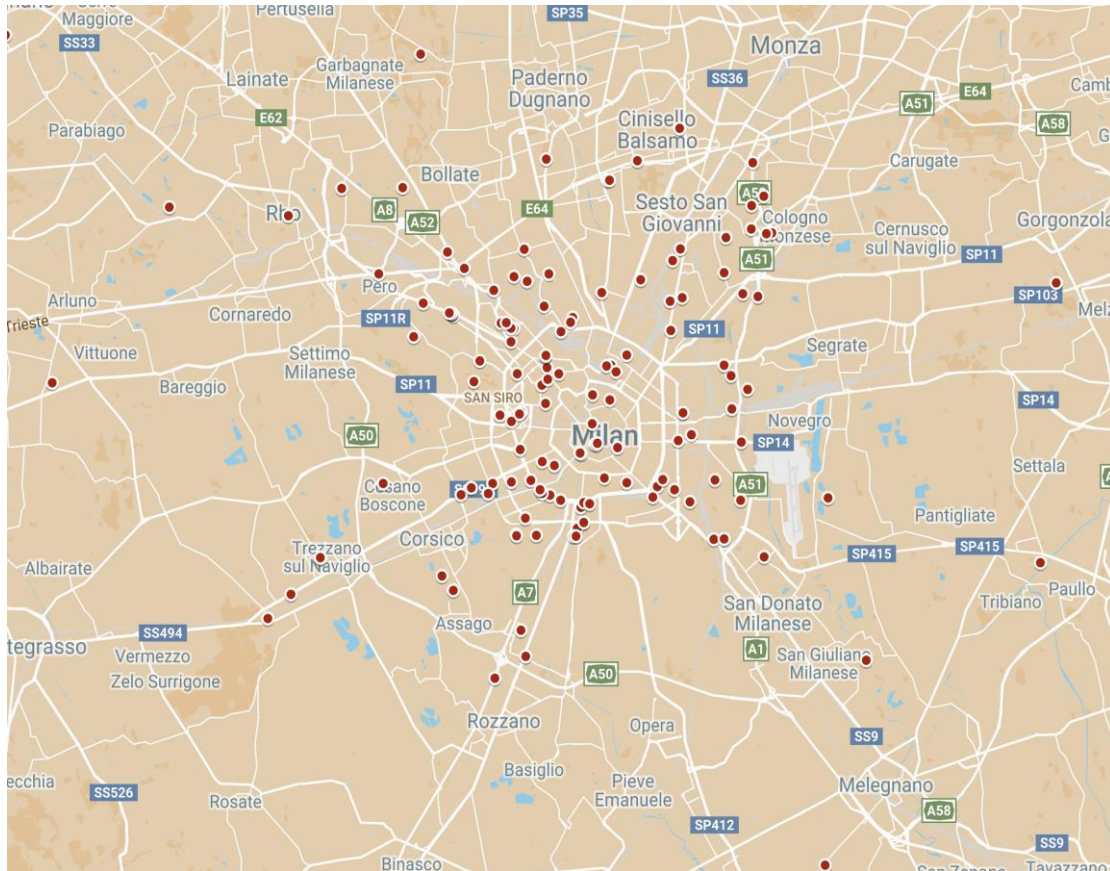 Maggiore
Pertusella
SP35
SS33
Monza
Garbagnate
Milanese
Lainate
Paderno
Dugnano
SS36
E64
A51
E62
Cinisello
Balsamo
A58
Parabiago
Carugate
Bollate
Rho
A8
A52
E64
Sesto San
Giovanni
Cologno
Monzese
Cernusco
sul Naviglio
Gorgonzola
A51
SP11
Pero
SP103
Arluno
Trieste
Cornaredo
SP11R
SP11
Vittuone
Settimo
Milanese
Segrate
Bareggio
SP11
SAN SIRO
SP14
Novegro
A50
Milan
SP14
Settala
Cesano
Boscone
A51
Pantigliate
Trezzano
sul Naviglio
Corsico
SP415
SP415
Albairate
Paullo
A7
Tribiano
San Donato
Milanese
Assago
SS494
tegrasso
Vermezzo
A1
San Giuliano
Milanese
Zelo Surrigone
A50
Rozzano
Opera
SS9
Basiglio
Pieve
Emanuele
Melegnano
ecchia
SS526
Rosate
A58
SP412
SS9
Binasco
Tavazzano